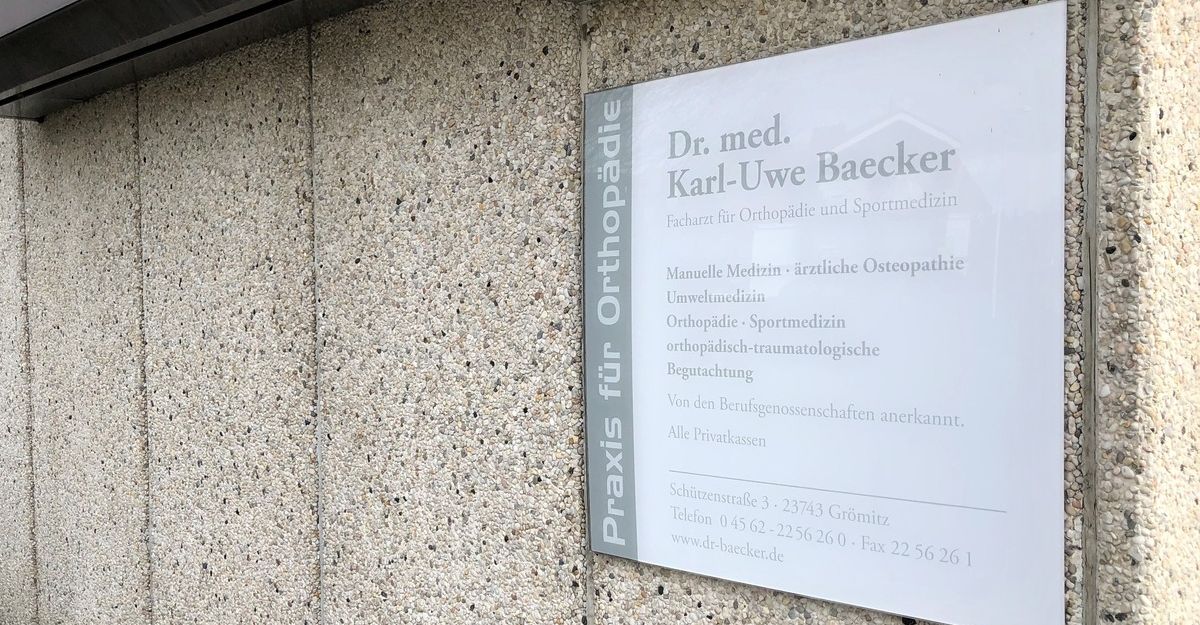 Praxis für Orthopädie
Dr. med.
Karl-Uwe Baecker
Facharzt für Orthopädie und Sportmedizin
Manuelle Medizin · ärztliche Osteopathie
Umweltmedizin
Orthopädie · Sportmedizin
orthopädisch-traumatologische
Begutachtung
Von den Berufsgenossenschaften anerkannt.
Alle Privatkassen
Schützenstraße 3 · 23743 Grömitz
Telefon 0 45 62 - 22 56 26 0 · Fax 22 56 26 1
www.dr-baecker.de